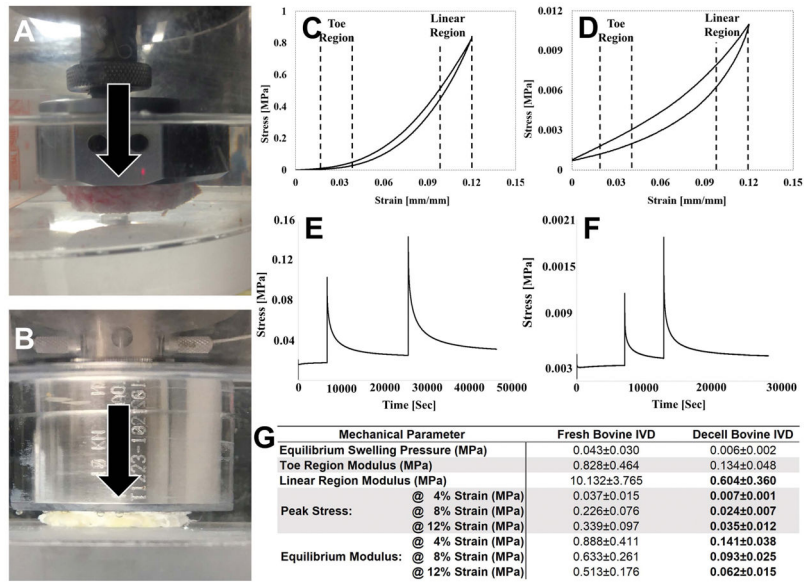 A
B
C
Toe
Region
Linear
Region
Stress [MPa]
1
0.8
0.6
0.4
0.2
0
0
0.03
0.06
0.09
0.12
0.15
Strain [mm/mm]
D
Toe
Region
Linear
Region
Stress [MPa]
0.012
0.009
0.006
0.003
0
0
0.03
0.06
0.09
0.12
0.15
Strain [mm/mm]
E
Stress [MPa]
0.16
0.12
0.08
0.04
0
10000
20000
30000
40000
50000
Time [Sec]
F
Stress [MPa]
0.0021
0.0015
0.009
0.003
0
10000
20000
30000
Time [Sec]
10 KN
G
Mechanical Parameter Fresh Bovine IVD Decell Bovine IVD
Equilibrium Swelling Pressure (MPa) 0.043±0.030 0.006±0.002
Toe Region Modulus (MPa) 0.828±0.464 0.134±0.048
Linear Region Modulus (MPa) 10.132±3.765 0.604±0.360
@ 4% Strain (MPa) 0.037±0.015 0.007±0.001
Peak Stress: @ 8% Strain (MPa) 0.226±0.076 0.024±0.007
@ 12% Strain (MPa) 0.339±0.097 0.035±0.012
@ 4% Strain (MPa) 0.888±0.411 0.141±0.038
Equilibrium Modulus: @ 8% Strain (MPa) 0.633±0.261 0.093±0.025
@ 12% Strain (MPa) 0.513±0.176 0.062±0.015